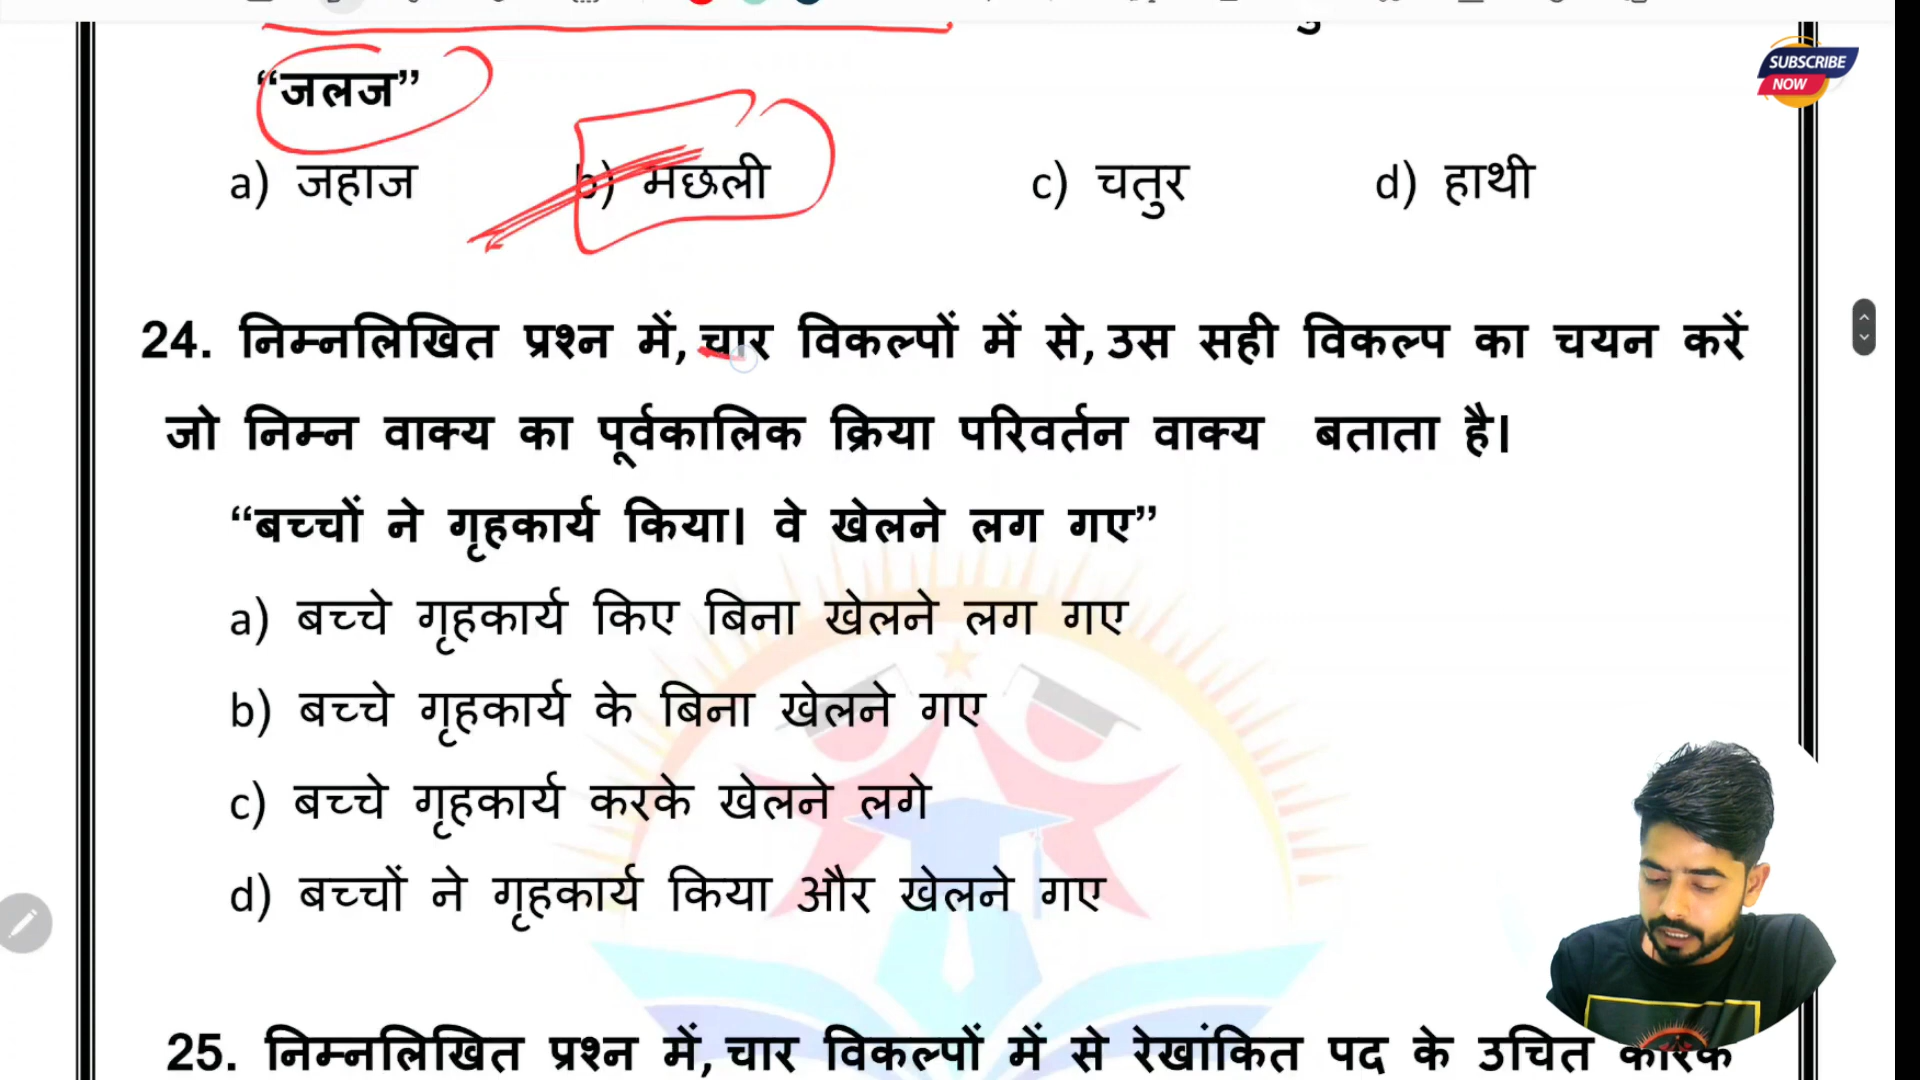 SUBSCRIBE
NOW
“जलज”
a) जहाज b) मछली c) चतुर d) हाथी
24. निम्नलिखित प्रश्न में, चार विकल्पों में से, उस सही विकल्प का चयन करें
जो निम्न वाक्य का पूर्वकालिक क्रिया परिवर्तन वाक्य बताता है।
“बच्चों ने गृहकार्य किया। वे खेलने लग गए”
a) बच्चे गृहकार्य किए बिना खेलने लग गए
b) बच्चे गृहकार्य के बिना खेलने गए
c) बच्चे गृहकार्य करके खेलने लगे
d) बच्चों ने गृहकार्य किया और खेलने गए
25. निम्नलिखित प्रश्न में, चार विकल्पों में से रेखांकित पद के उचित कारक